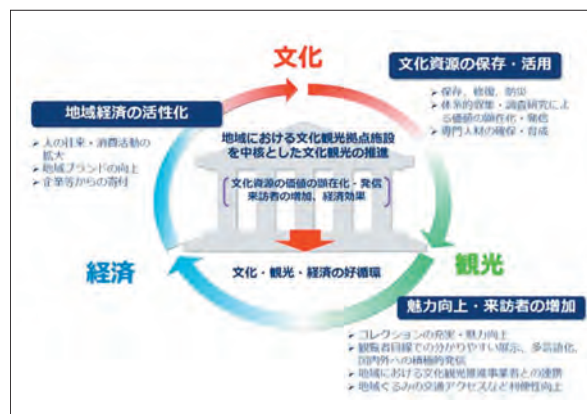 文化
文化資源の保存・活用
保存、修復、防災
体系的収集・調査研究によ
る価値の顕在化・発信
専門人材の確保・育成
地域経済の活性化
人の往来・消費活動の
拡大
地域ブランドの向上
企業等からの寄付
地域における文化観光拠点施設
を中核とした文化観光の推進
文化資源の価値の顕在化・発信
来訪者の増加、経済効果
経済
文化・観光・経済の好循環
観光
魅力向上・来訪者の増加
コレクションの充実・魅力向上
観覧者目線での分かりやすい展示、多言語化、
国内外への積極的発信
地域における文化観光推進事業者との連携
地域ぐるみの交通アクセスなど利便性向上